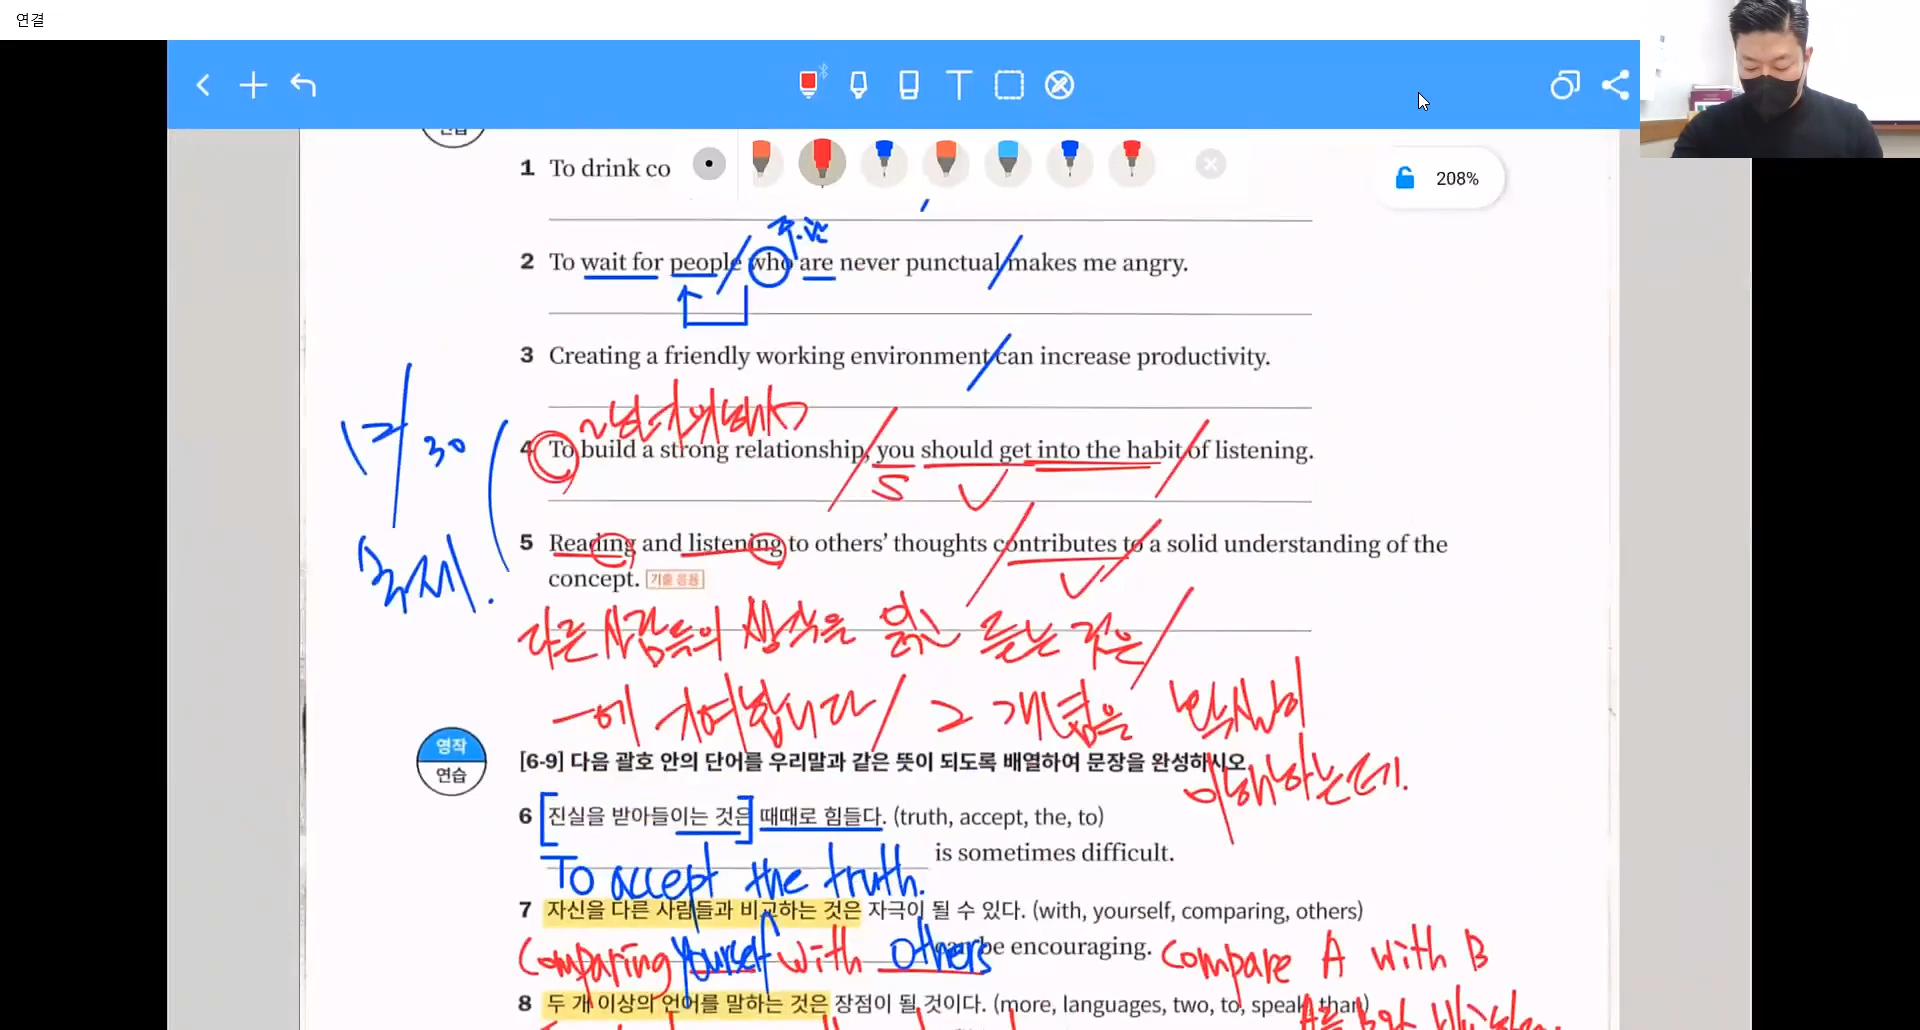 연결
208%
연습
1 To drink co
주.관
2 To wait for people who are never punctual makes me angry.
3 Creating a friendly working environment can increase productivity.
12/30
4 To build a strong relationship, you should get into the habit of listening.
S V
5 Reading and listening to others' thoughts contributes to a solid understanding of the
concept. 기출 응용
V
숙제.
다른 사람들의 생각을 읽고 듣는 것은
~에 기여합니다 그 개념을
이해하는데.
영작
연습
[6-9] 다음 괄호 안의 단어를 우리말과 같은 뜻이 되도록 배열하여 문장을 완성하시오.
6 진실을 받아들이는 것은 때때로 힘들다. (truth, accept, the, to)
To accept the truth. is sometimes difficult.
7 자신을 다른 사람들과 비교하는 것은 자극이 될 수 있다. (with, yourself, comparing, others)
Comparing yourself with others can be encouraging.
Compare A with B
8 두 개 이상의 언어를 말하는 것은 장점이 될 것이다. (more, languages, two, to, speak, than)